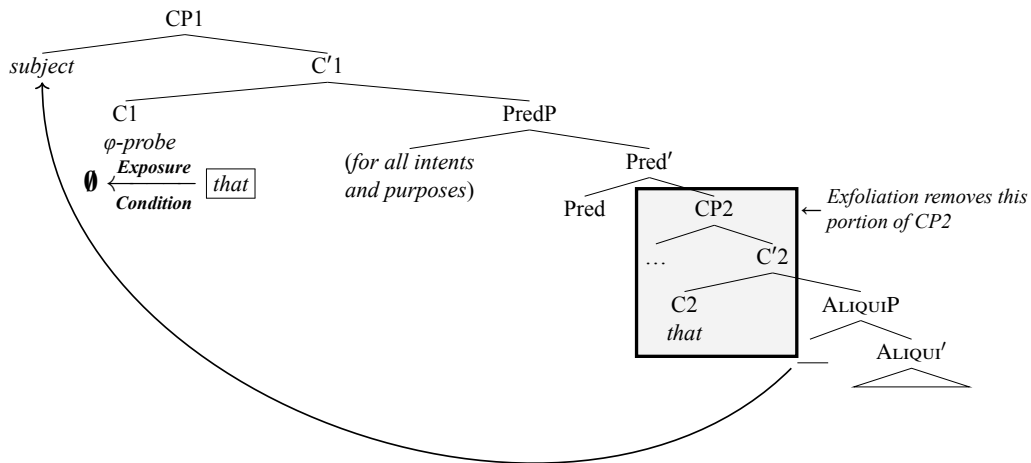 CP1
subject C′1
C1 PredP
φ-probe
Exposure
∅ that
Condition
(for all intents
and purposes)
Pred′
Pred CP2
← Exfoliation removes this
portion of CP2
… C′2
C2 ALIQUIP
that
ALIQUI′